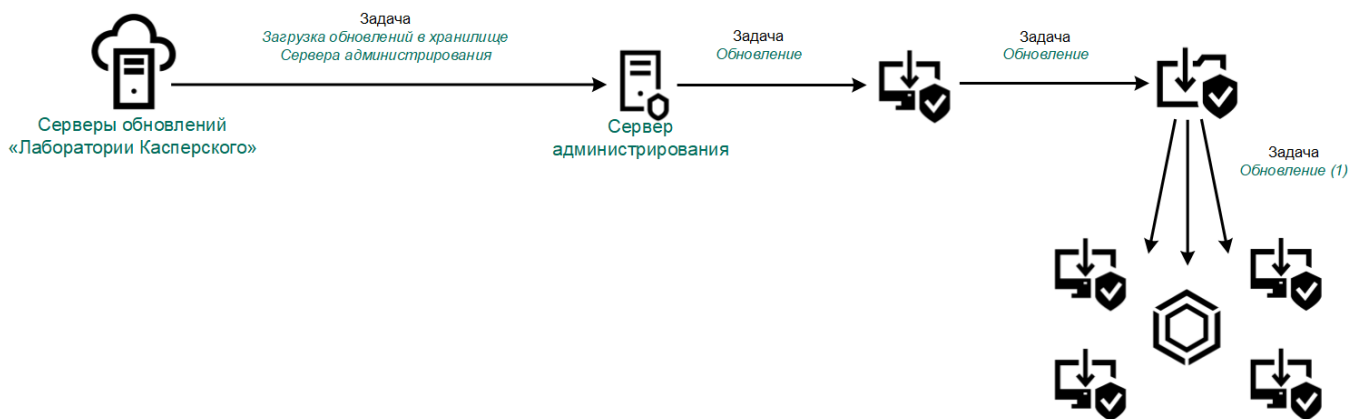 Задача
Загрузка обновлений в хранилище
Сервера администрирования
Задача
Обновление
Задача
Обновление
Серверы обновлений
«Лаборатории Касперского»
Сервер
администрирования
Задача
Обновление (1)